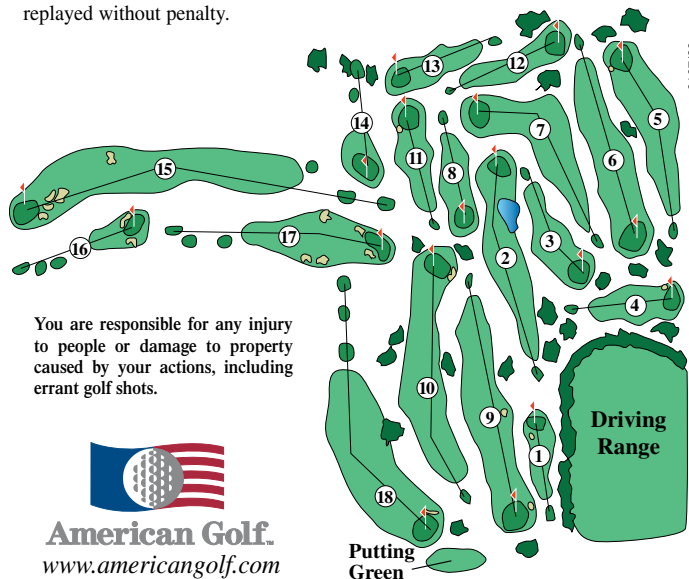 replayed without penalty.
13
12
14
11
8
7
5
6
15
3
17
16
2
4
You are responsible for any injury
to people or damage to property
caused by your actions, including
errant golf shots.
10
9
1
Driving
Range
18
American Golf™
www.americangolf.com
Putting
Green